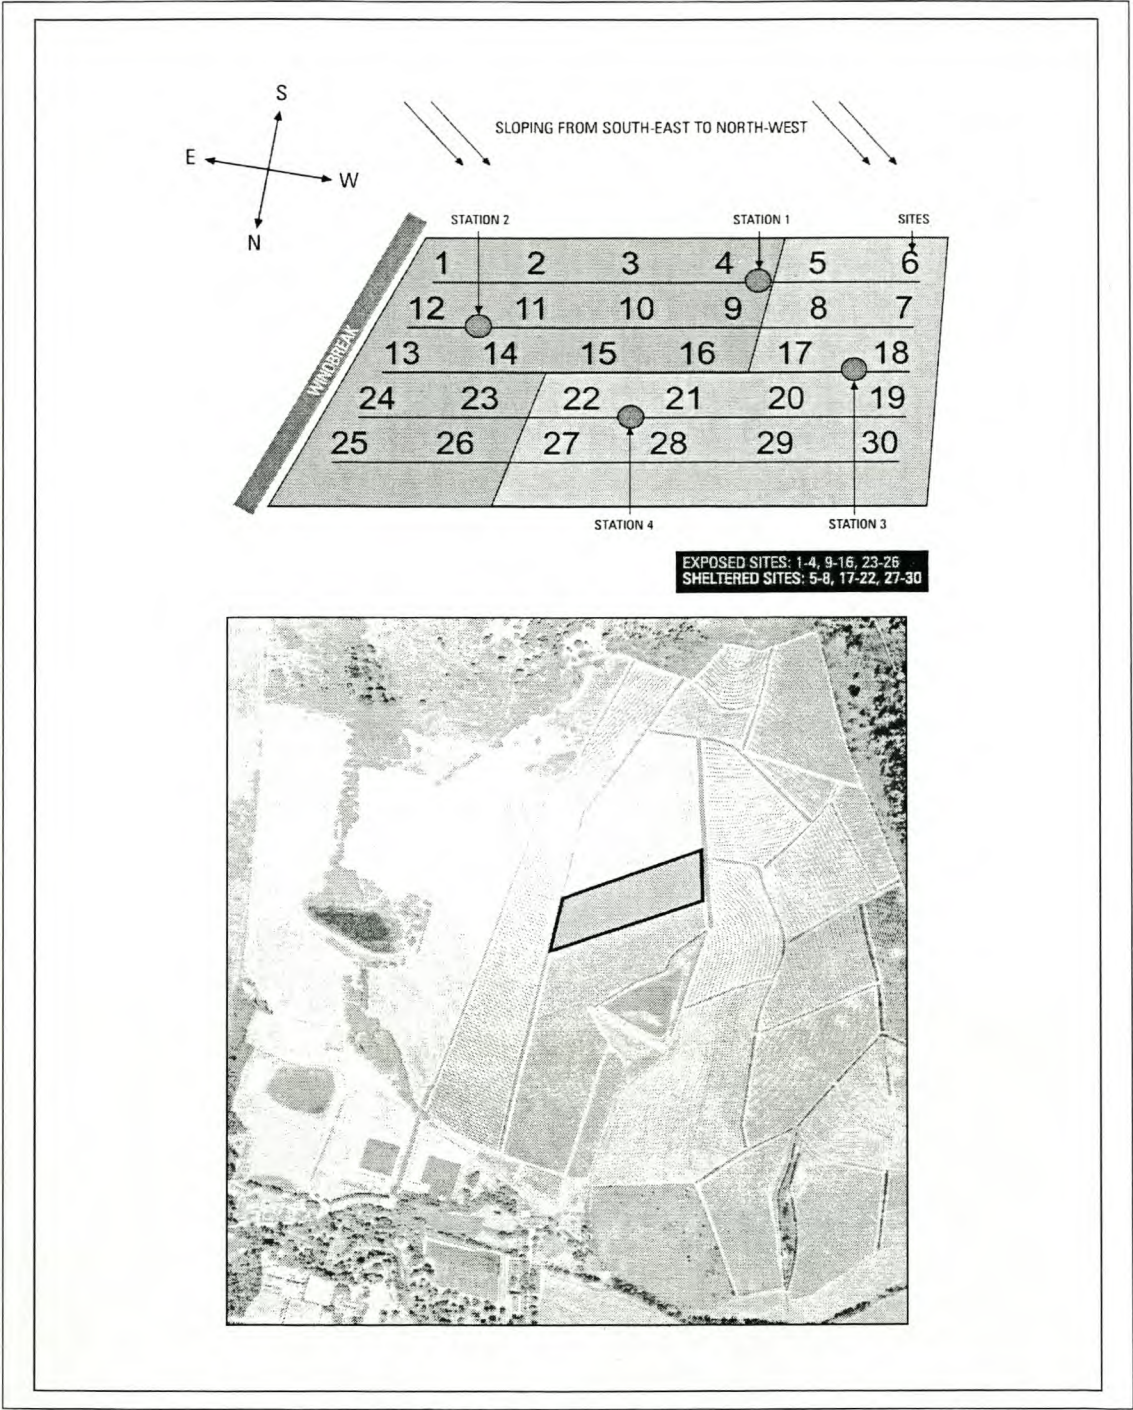 S
SLOPING FROM SOUTH-EAST TO NORTH-WEST
E
W
N
STATION 2
STATION 1
SITES
1 2 3 4 5 6
12 11 10 9 8 7
WINDBREAK
13 14 15 16 17 18
24 23 22 21 20 19
25 26 27 28 29 30
STATION 4
STATION 3
EXPOSED SITES: 1-4, 9-16, 23-26
SHELTERED SITES: 5-8, 17-22, 27-30